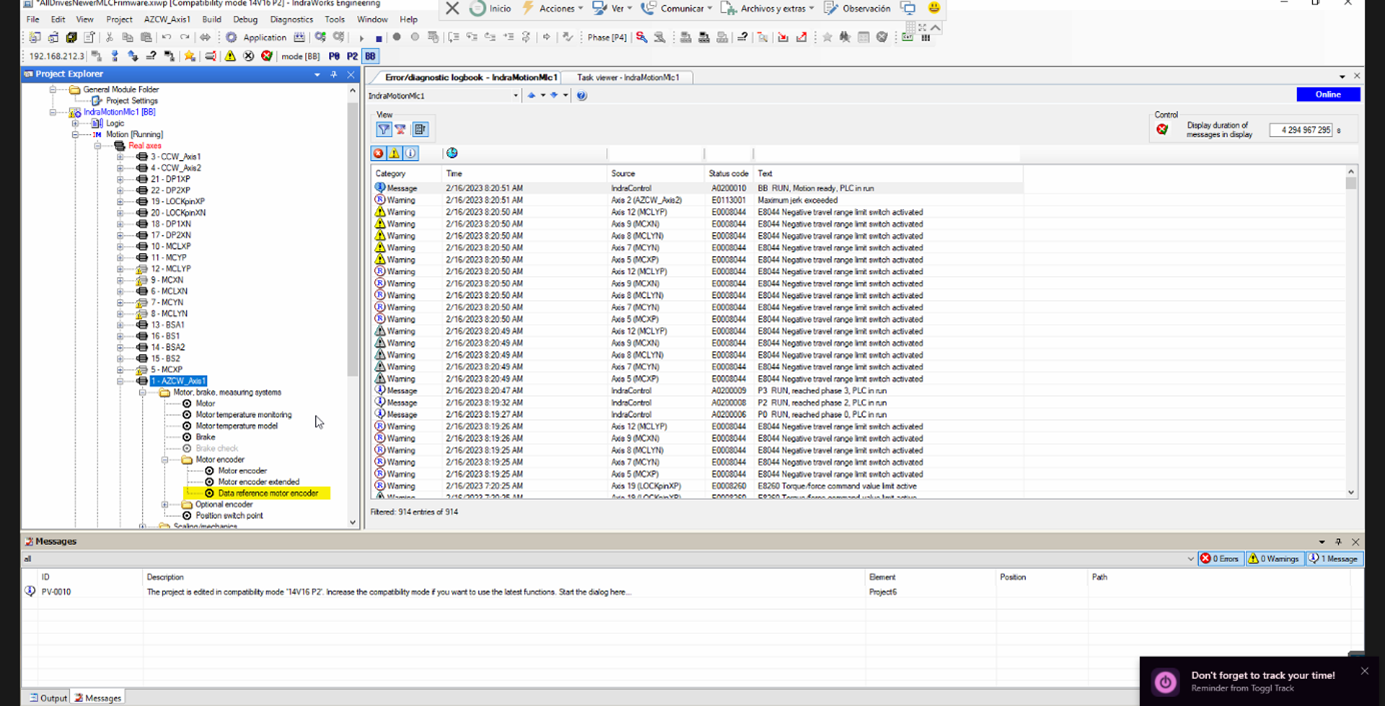 "AllDrivesNewerMLCFrimware.xiwp [Compatibility mode 14V16 P2] - IndraWorks Engineering
Inicio Acciones Ver Comunicar Archivos y extras Observación
File Edit View Project AZCW_Axis1 Build Debug Diagnostics Tools Window Help
Application Phase [P4]
192.168.212.3 mode [BB] P0 P2 BB
Project Explorer
General Module Folder
Project Settings
IndraMotionMlc1 [BB]
Logic
Motion [Running]
Real axes
3 - CCW_Axis1
4 - CCW_Axis2
21 - DP1XP
22 - DP2XP
19 - LOCKpinXP
20 - LOCKpinXN
18 - DP1XN
17 - DP2XN
10 - MCLXP
11 - MCYP
12 - MCLYP
9 - MCXN
6 - MCLXN
7 - MCYN
8 - MCLYN
13 - BSA1
16 - BS1
14 - BSA2
15 - BS2
5 - MCXP
1 - AZCW_Axis1
Motor, brake, measuring systems
Motor
Motor temperature monitoring
Motor temperature model
Brake
Brake check
Motor encoder
Motor encoder
Motor encoder extended
Data reference motor encoder
Optional encoder
Position switch point
Scaling/mechanics
Error/diagnostic logbook - IndraMotionMlc1 Task viewer - IndraMotionMlc1
IndraMotionMlc1
Online
View
Control
Display duration of messages in display 4 294 967 295 s
Category Time Source Status code Text
Message 2/16/2023 8:20:51 AM IndraControl A0200010 BB RUN, Motion ready, PLC in run
Warning 2/16/2023 8:20:51 AM Axis 2 (AZCW_Axis2) E0113001 Maximum jerk exceeded
Warning 2/16/2023 8:20:50 AM Axis 12 (MCLYP) E0008044 E8044 Negative travel range limit switch activated
Warning 2/16/2023 8:20:50 AM Axis 9 (MCXN) E0008044 E8044 Negative travel range limit switch activated
Warning 2/16/2023 8:20:50 AM Axis 8 (MCLYN) E0008044 E8044 Negative travel range limit switch activated
Warning 2/16/2023 8:20:50 AM Axis 7 (MCYN) E0008044 E8044 Negative travel range limit switch activated
Warning 2/16/2023 8:20:50 AM Axis 5 (MCXP) E0008044 E8044 Negative travel range limit switch activated
Warning 2/16/2023 8:20:50 AM Axis 12 (MCLYP) E0008044 E8044 Negative travel range limit switch activated
Warning 2/16/2023 8:20:50 AM Axis 9 (MCXN) E0008044 E8044 Negative travel range limit switch activated
Warning 2/16/2023 8:20:50 AM Axis 8 (MCLYN) E0008044 E8044 Negative travel range limit switch activated
Warning 2/16/2023 8:20:50 AM Axis 7 (MCYN) E0008044 E8044 Negative travel range limit switch activated
Warning 2/16/2023 8:20:50 AM Axis 5 (MCXP) E0008044 E8044 Negative travel range limit switch activated
Warning 2/16/2023 8:20:49 AM Axis 12 (MCLYP) E0008044 E8044 Negative travel range limit switch activated
Warning 2/16/2023 8:20:49 AM Axis 9 (MCXN) E0008044 E8044 Negative travel range limit switch activated
Warning 2/16/2023 8:20:49 AM Axis 8 (MCLYN) E0008044 E8044 Negative travel range limit switch activated
Warning 2/16/2023 8:20:49 AM Axis 7 (MCYN) E0008044 E8044 Negative travel range limit switch activated
Warning 2/16/2023 8:20:49 AM Axis 5 (MCXP) E0008044 E8044 Negative travel range limit switch activated
Message 2/16/2023 8:20:47 AM IndraControl A0200009 P3 RUN, reached phase 3, PLC in run
Message 2/16/2023 8:19:32 AM IndraControl A0200008 P2 RUN, reached phase 2, PLC in run
Message 2/16/2023 8:19:27 AM IndraControl A0200006 P0 RUN, reached phase 0, PLC in run
Warning 2/16/2023 8:19:26 AM Axis 12 (MCLYP) E0008044 E8044 Negative travel range limit switch activated
Warning 2/16/2023 8:19:26 AM Axis 9 (MCXN) E0008044 E8044 Negative travel range limit switch activated
Warning 2/16/2023 8:19:26 AM Axis 8 (MCLYN) E0008044 E8044 Negative travel range limit switch activated
Warning 2/16/2023 8:19:25 AM Axis 7 (MCYN) E0008044 E8044 Negative travel range limit switch activated
Warning 2/16/2023 8:19:25 AM Axis 5 (MCXP) E0008044 E8044 Negative travel range limit switch activated
Warning 2/16/2023 7:20:25 AM Axis 19 (LOCKpinXP) E0008260 E8260 Torque/force command value limit active
Filtered: 914 entries of 914
Messages
all 0 Errors 0 Warnings 1 Message
ID Description Element Position Path
PV-0010 The project is edited in compatibility mode '14V16 P2'. Increase the compatibility mode if you want to use the latest functions. Start the dialog here... Project6
Output Messages
Don't forget to track your time!
Reminder from Toggl Track